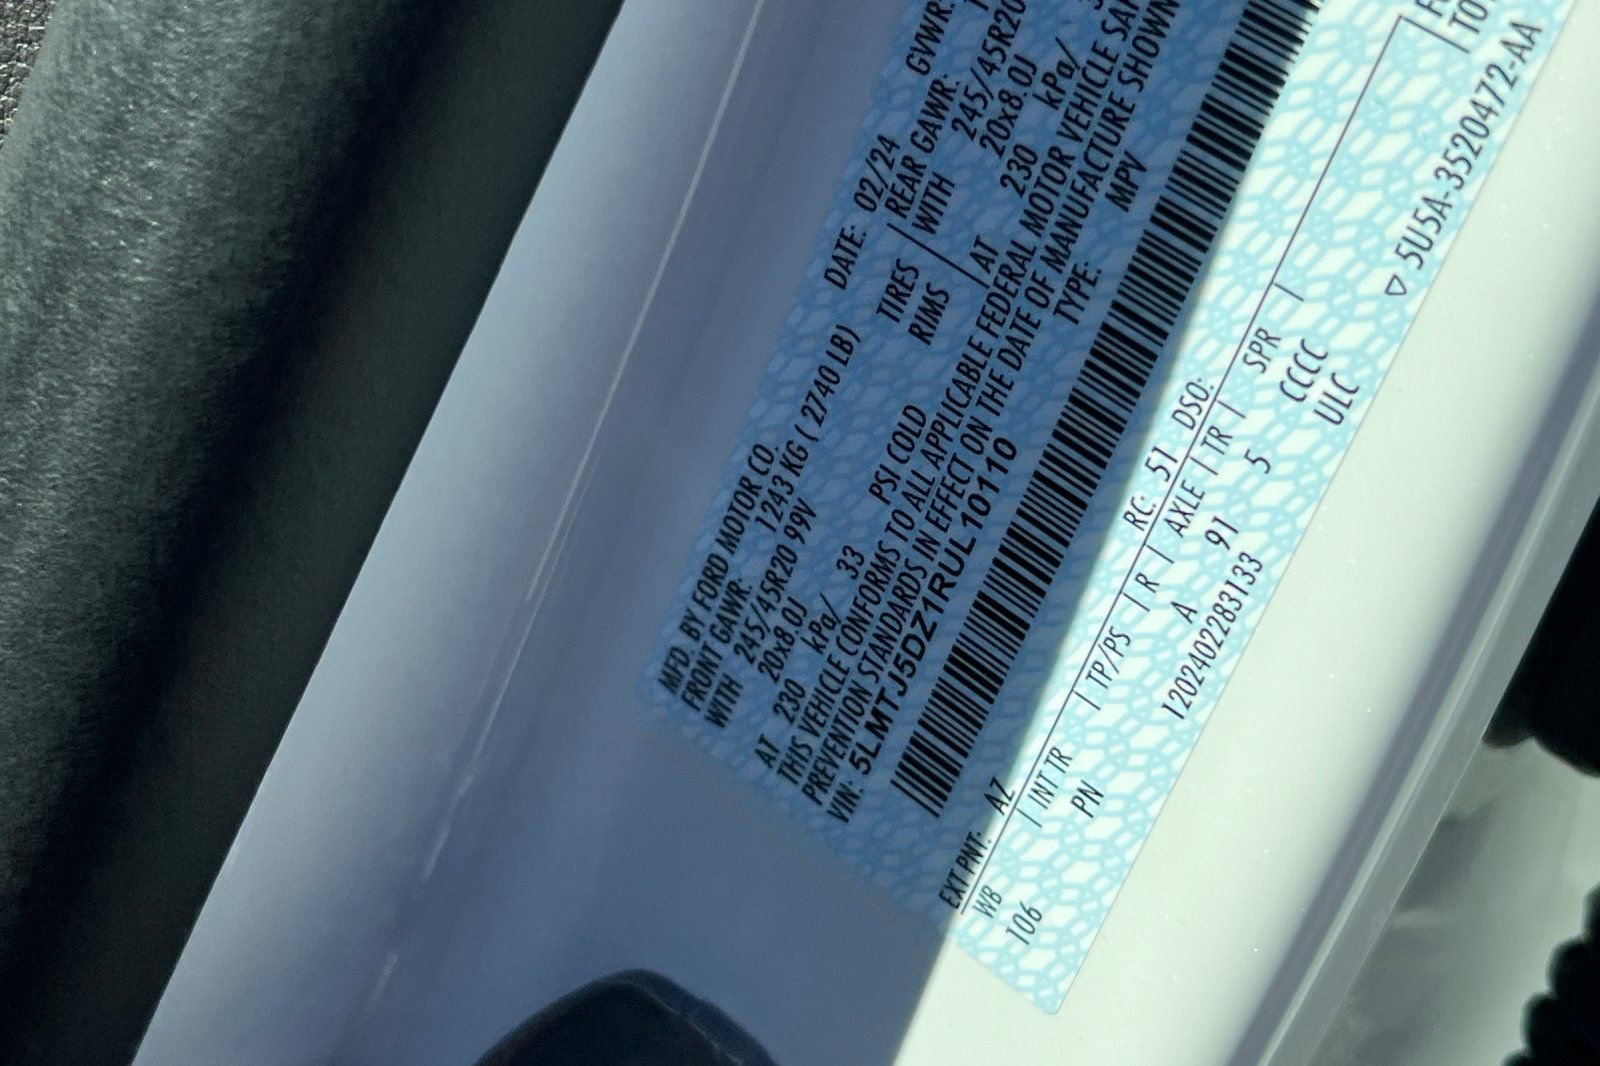 MFD. BY FORD MOTOR CO. DATE: 02/24 GVWR:
FRONT GAWR: 1243 KG ( 2740 LB) REAR GAWR:
WITH 245/45R20 99V TIRES WITH 245/45R20
20x8.0J RIMS 20x8.0J
AT 230 kPa/ 33 PSI COLD AT 230 kPa/
THIS VEHICLE CONFORMS TO ALL APPLICABLE FEDERAL MOTOR VEHICLE
PREVENTION STANDARDS IN EFFECT ON THE DATE OF MANUFACTURE SHOWN
VIN: 5LMTJ5DZ1RUL10110 TYPE: MPV
EXT PNT: AZ RC: 51 DSO:
WB INT TR TP/PS R AXLE TR SPR
106 PN A 91 5 CCCC
1202402283133 ULC
▽ 5U5A-3520472-AA